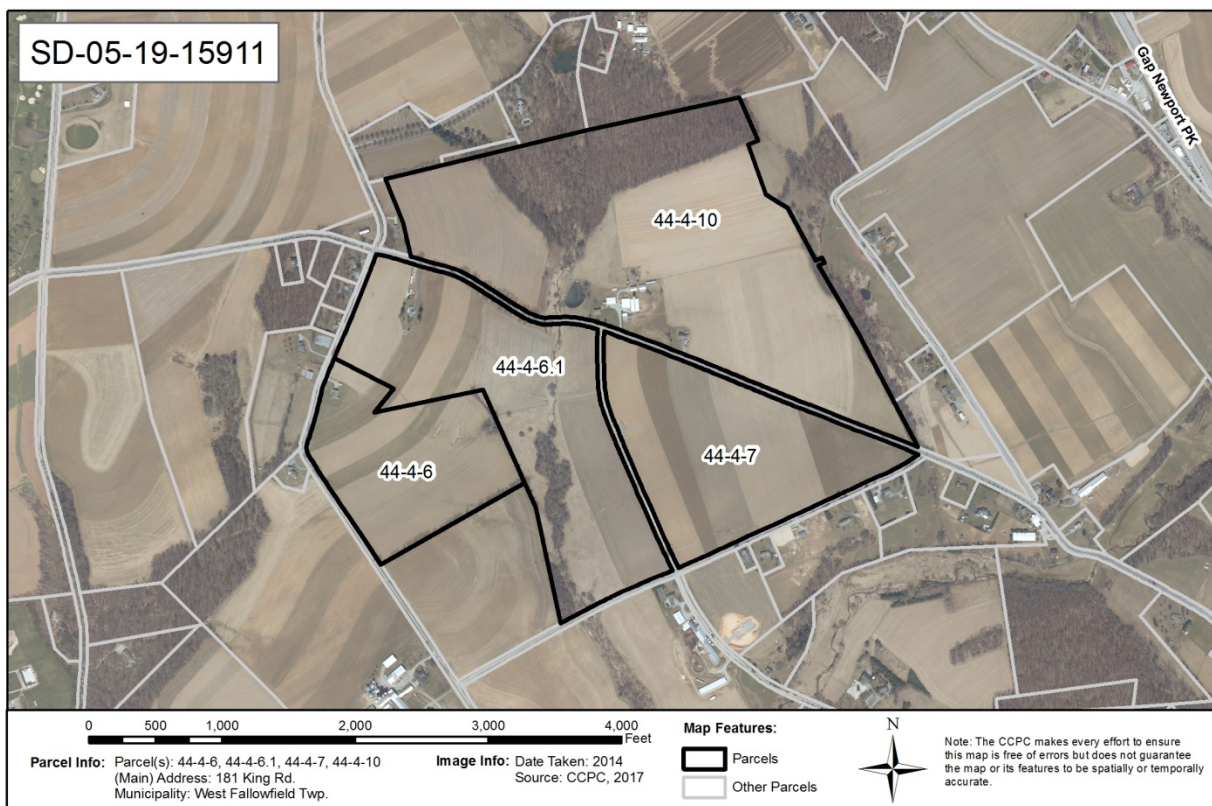 SD-05-19-15911
Gap Newport PK
44-4-10
44-4-6.1
44-4-7
44-4-6
0 500 1,000 2,000 3,000 4,000
Feet
Parcel Info: Parcel(s): 44-4-6, 44-4-6.1, 44-4-7, 44-4-10
(Main) Address: 181 King Rd.
Municipality: West Fallowfield Twp.
Image Info: Date Taken: 2014
Source: CCPC, 2017
Map Features:
Parcels
Other Parcels
N
Note: The CCPC makes every effort to ensure
this map is free of errors but does not guarantee
the map or its features to be spatially or temporally
accurate.